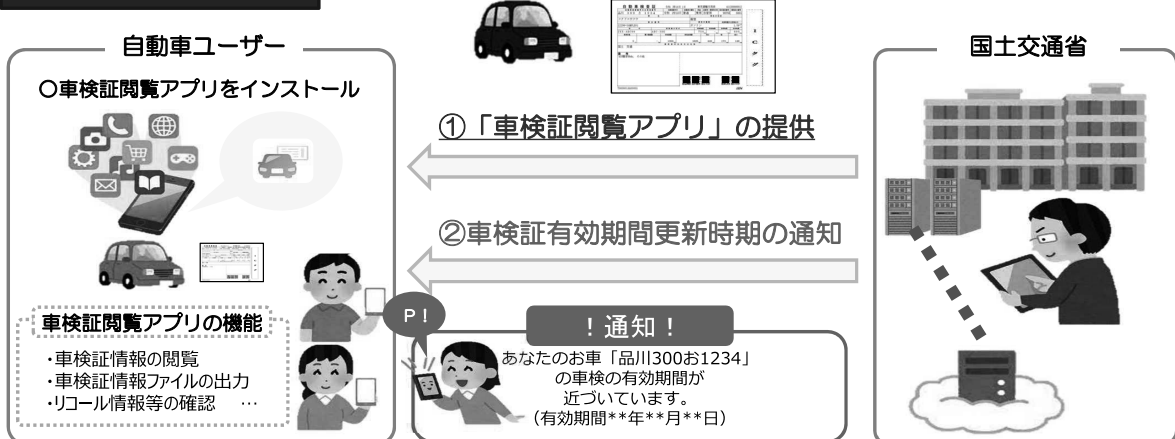 自動車ユーザー
〇車検証閲覧アプリをインストール
車検証閲覧アプリの機能
・車検証情報の閲覧
・車検証情報ファイルの出力
・リコール情報等の確認　…
①「車検証閲覧アプリ」の提供
②車検証有効期間更新時期の通知
P！
！通知！
あなたのお車「品川300お1234」
の車検の有効期間が
近づいています。
（有効期間**年**月**日）
国土交通省